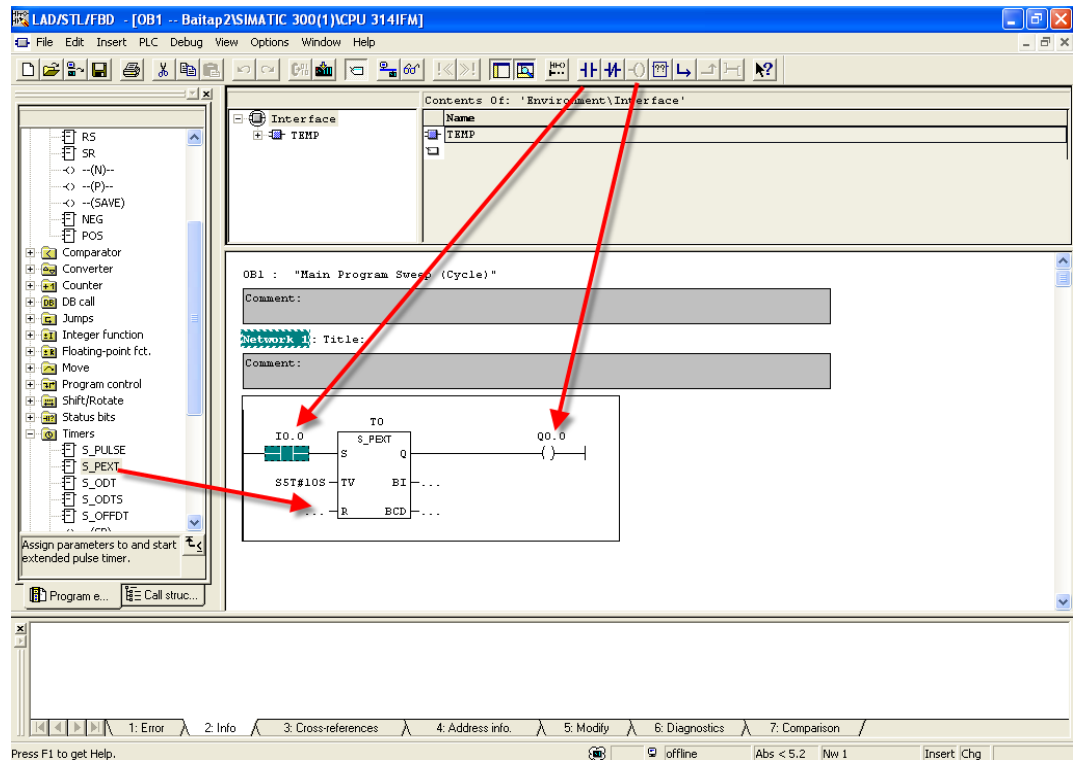 LAD/STL/FBD - [OB1 -- Baitap2\SIMATIC 300(1)\CPU 314IFM]
File Edit Insert PLC Debug View Options Window Help
Contents Of: 'Environment\Interface'
Interface
TEMP
Name
TEMP
RS
SR
--(N)--
--(P)--
--(SAVE)
NEG
POS
Comparator
Converter
Counter
DB call
Jumps
Integer function
Floating-point fct.
Move
Program control
Shift/Rotate
Status bits
Timers
S_PULSE
S_PEXT
S_ODT
S_ODTS
S_OFFDT
Assign parameters to and start
extended pulse timer.
Program e... Call struc...
OB1 : "Main Program Sweep (Cycle)"
Comment:
Network 1: Title:
Comment:
T0
I0.0 S_PEXT Q0.0
S Q
S5T#10S TV BI ...
... R BCD ...
1: Error 2: Info 3: Cross-references 4: Address info. 5: Modify 6: Diagnostics 7: Comparison
Press F1 to get Help. offline Abs < 5.2 Nw 1 Insert Chg